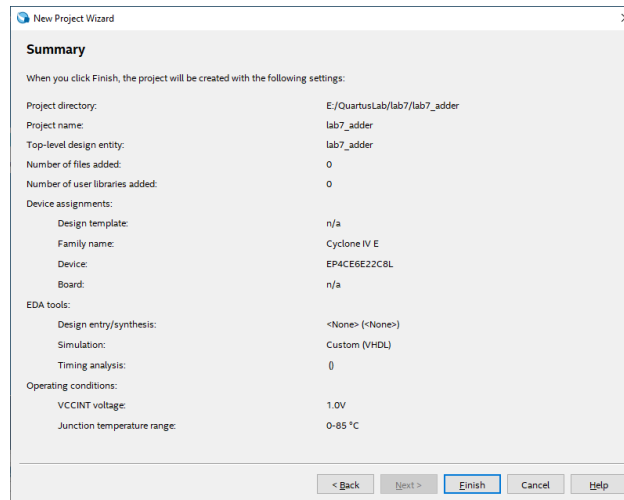 New Project Wizard
Summary
When you click Finish, the project will be created with the following settings:
Project directory: E:/QuartusLab/lab7/lab7_adder
Project name: lab7_adder
Top-level design entity: lab7_adder
Number of files added: 0
Number of user libraries added: 0
Device assignments:
Design template: n/a
Family name: Cyclone IV E
Device: EP4CE6E22C8L
Board: n/a
EDA tools:
Design entry/synthesis: <None> (<None>)
Simulation: Custom (VHDL)
Timing analysis: ()
Operating conditions:
VCCINT voltage: 1.0V
Junction temperature range: 0-85 °C
< Back Next > Finish Cancel Help